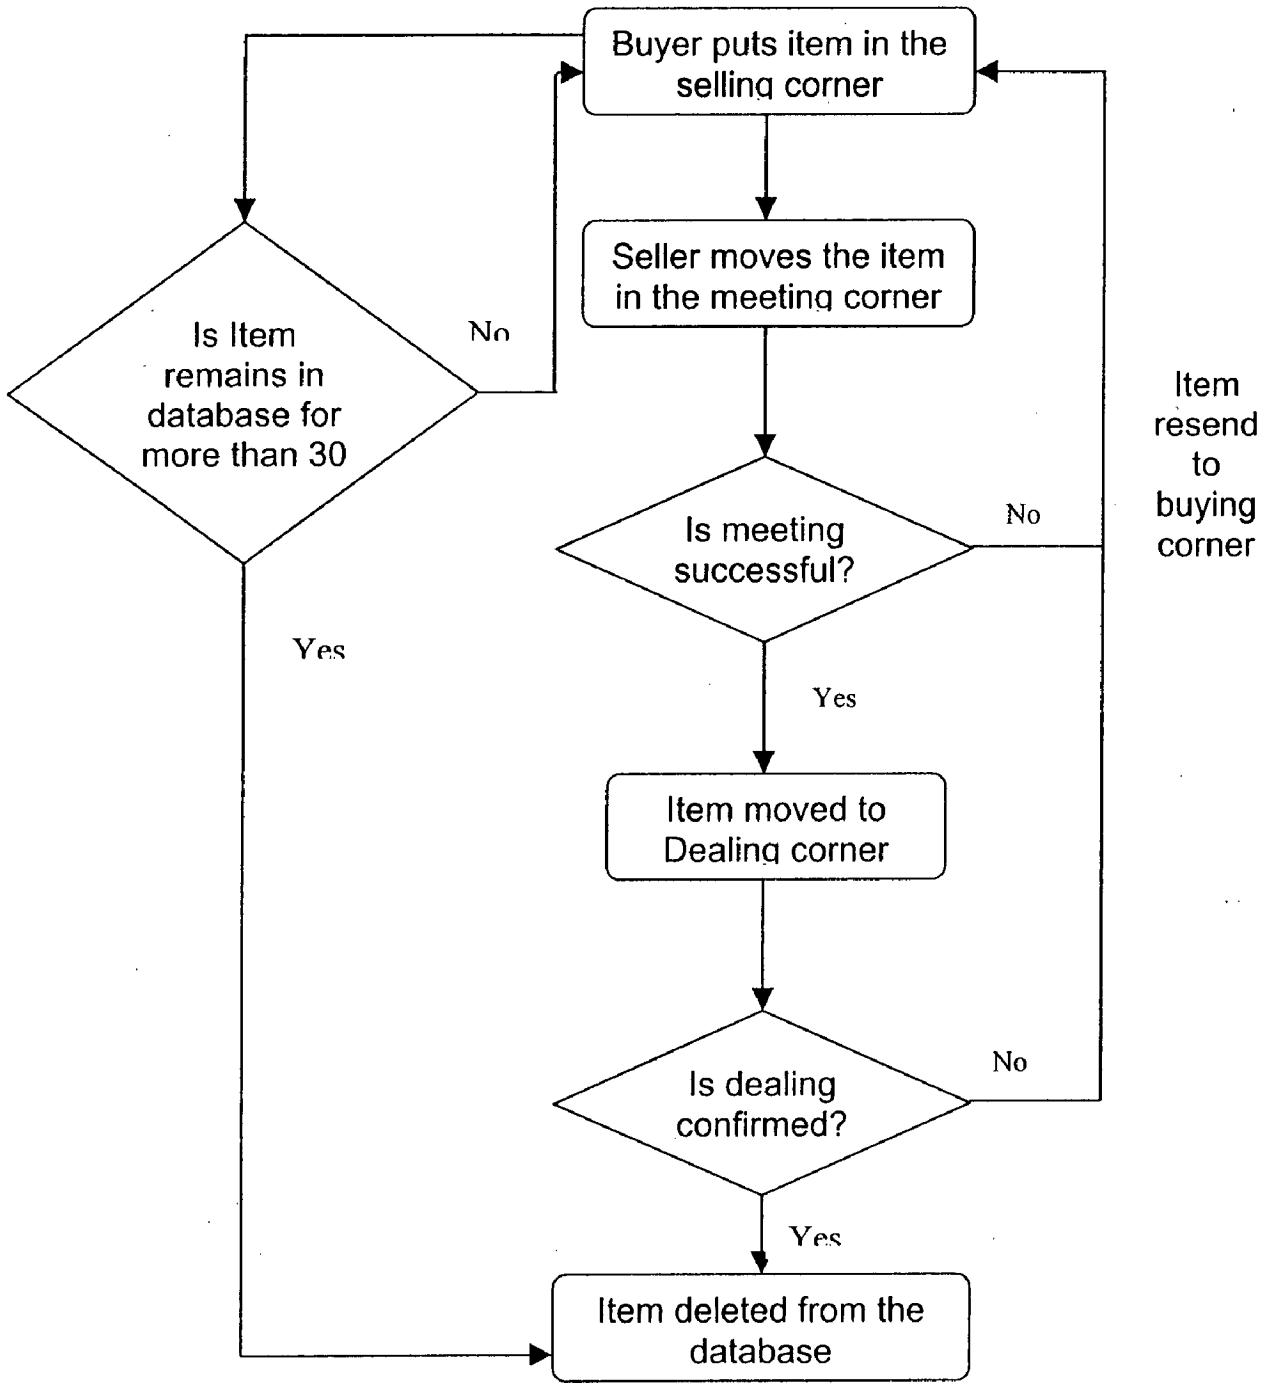 Buyer puts item in the
selling corner
Seller moves the item
in the meeting corner
Is Item
remains in
database for
more than 30
No
Item
resend
to
buying
corner
Is meeting
successful?
No
Yes
Yes
Item moved to
Dealing corner
Is dealing
confirmed?
No
Yes
Item deleted from the
database